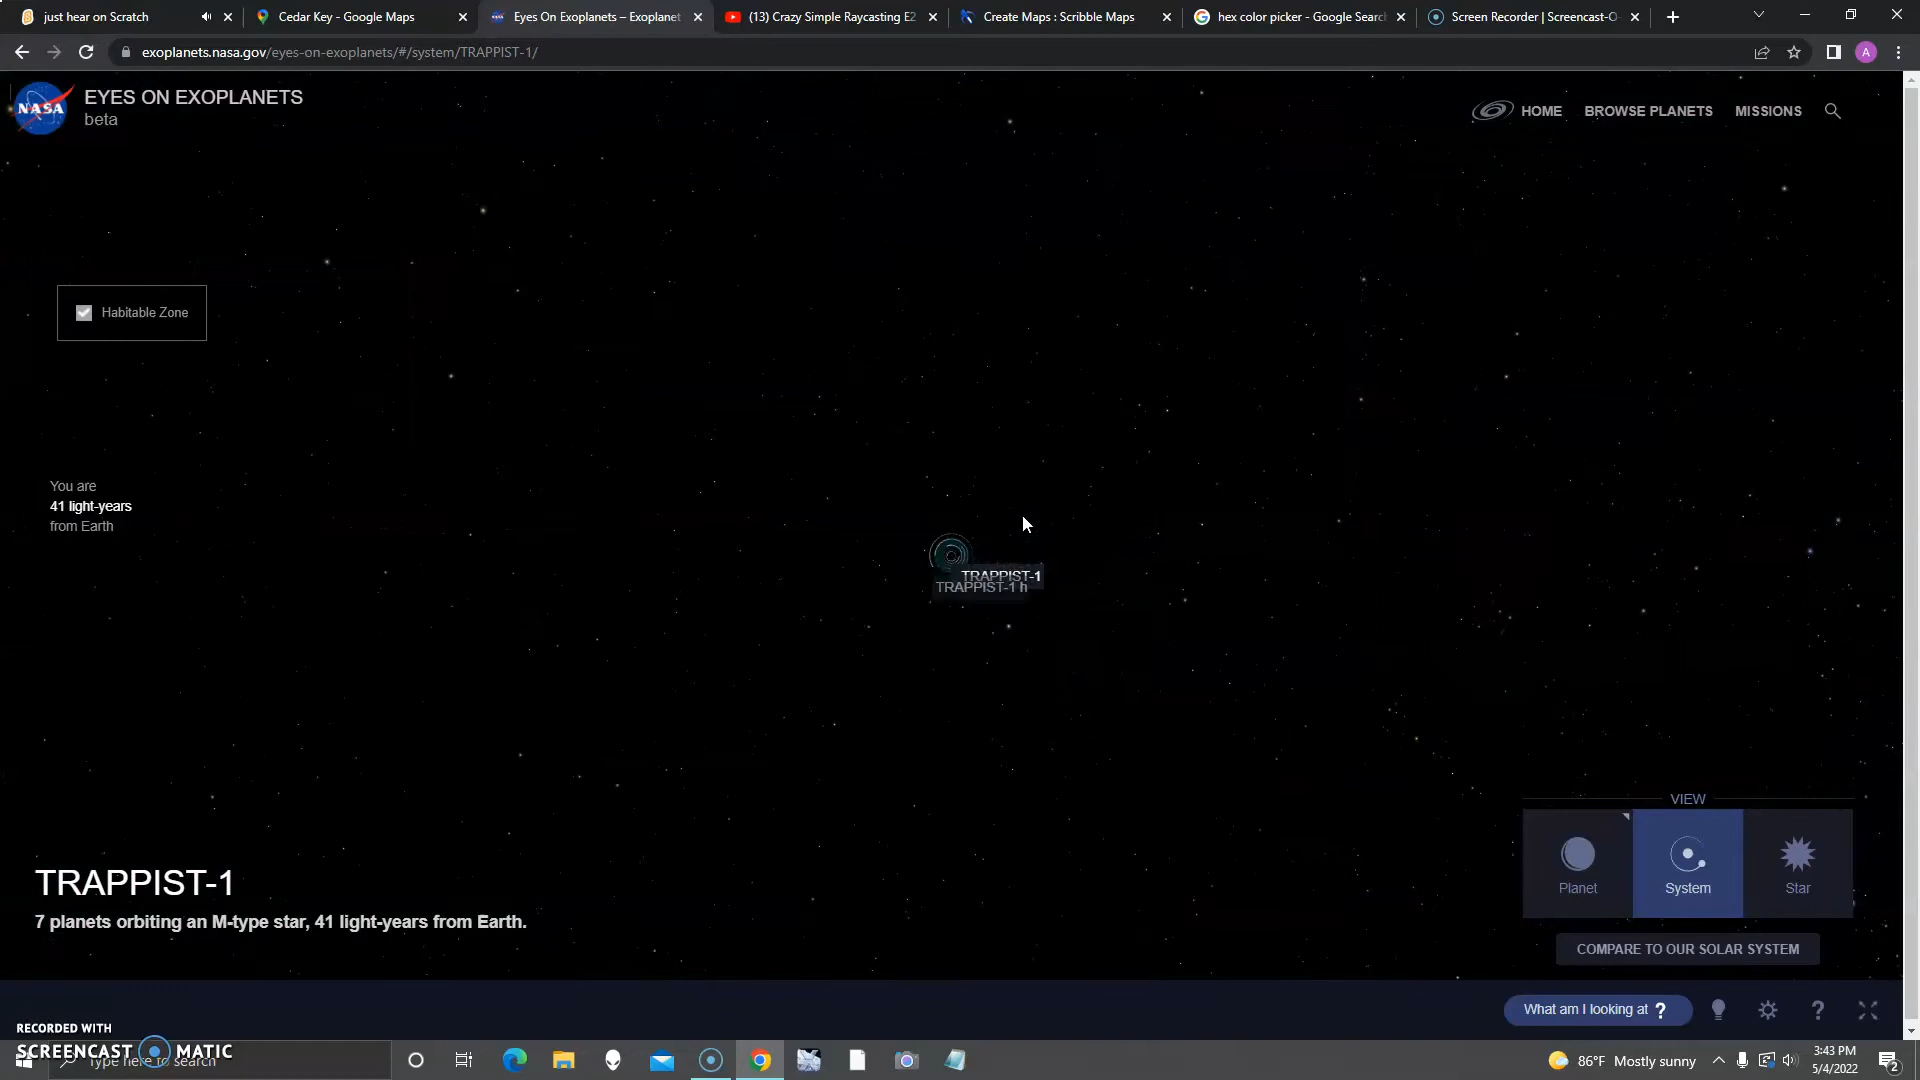 just hear on Scratch
Cedar Key - Google Maps
Eyes On Exoplanets – Exoplanet
(13) Crazy Simple Raycasting E2
Create Maps : Scribble Maps
hex color picker - Google Searc
Screen Recorder | Screencast-O-
exoplanets.nasa.gov/eyes-on-exoplanets/#/system/TRAPPIST-1/
A
NASA
EYES ON EXOPLANETS
beta
HOME
BROWSE PLANETS
MISSIONS
Habitable Zone
You are
41 light-years
from Earth
TRAPPIST-1
TRAPPIST-1 h
VIEW
Planet
System
Star
COMPARE TO OUR SOLAR SYSTEM
TRAPPIST-1
7 planets orbiting an M-type star, 41 light-years from Earth.
What am I looking at ?
?
RECORDED WITH
SCREENCAST MATIC
Type here to search
86°F Mostly sunny
3:43 PM
5/4/2022
2